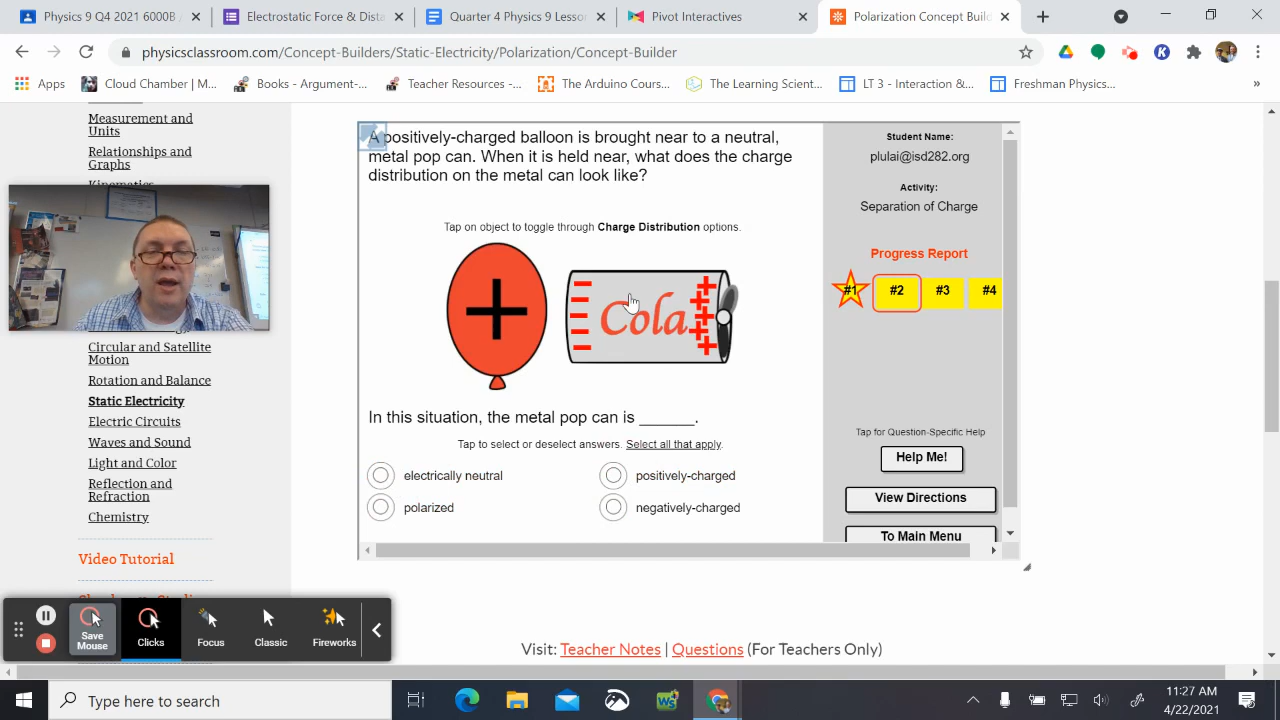 Physics 9 Q4 2020 00005
Electrostatic Force & Dista
Quarter 4 Physics 9 Lesson
Pivot Interactives
Polarization Concept Build
physicsclassroom.com/Concept-Builders/Static-Electricity/Polarization/Concept-Builder
Apps
Cloud Chamber | M...
Books - Argument-...
Teacher Resources -...
The Arduino Cours...
The Learning Scient...
LT 3 - Interaction &...
Freshman Physics...
»
Measurement and
Units
Relationships and
Graphs
Circular and Satellite
Motion
Rotation and Balance
Static Electricity
Electric Circuits
Waves and Sound
Light and Color
Reflection and
Refraction
Chemistry
Video Tutorial
A positively-charged balloon is brought near to a neutral,
metal pop can. When it is held near, what does the charge
distribution on the metal can look like?
Tap on object to toggle through Charge Distribution options.
+
Cola
In this situation, the metal pop can is ______.
Tap to select or deselect answers. Select all that apply.
electrically neutral
positively-charged
polarized
negatively-charged
Student Name:
plulai@isd282.org
Activity:
Separation of Charge
Progress Report
#1 #2 #3 #4
Tap for Question-Specific Help
Help Me!
View Directions
To Main Menu
Visit: Teacher Notes | Questions (For Teachers Only)
Save
Mouse
Clicks
Focus
Classic
Fireworks
Type here to search
11:27 AM
4/22/2021